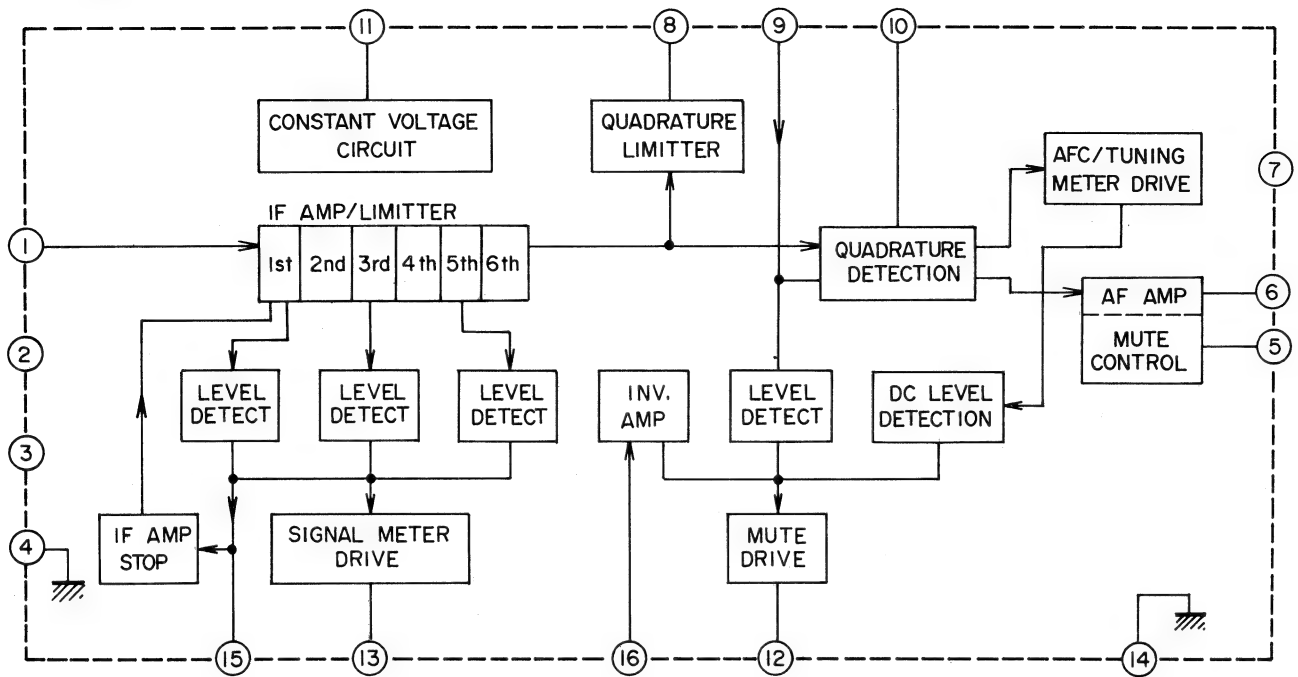 11
8
9
10
CONSTANT VOLTAGE
CIRCUIT
QUADRATURE
LIMITTER
AFC/TUNING
METER DRIVE
7
IF AMP/LIMITTER
1
1st 2nd 3rd 4th 5th 6th
QUADRATURE
DETECTION
AF AMP
6
MUTE
CONTROL
5
2
LEVEL
DETECT
LEVEL
DETECT
LEVEL
DETECT
INV.
AMP
LEVEL
DETECT
DC LEVEL
DETECTION
3
4
IF AMP
STOP
SIGNAL METER
DRIVE
MUTE
DRIVE
15
13
16
12
14